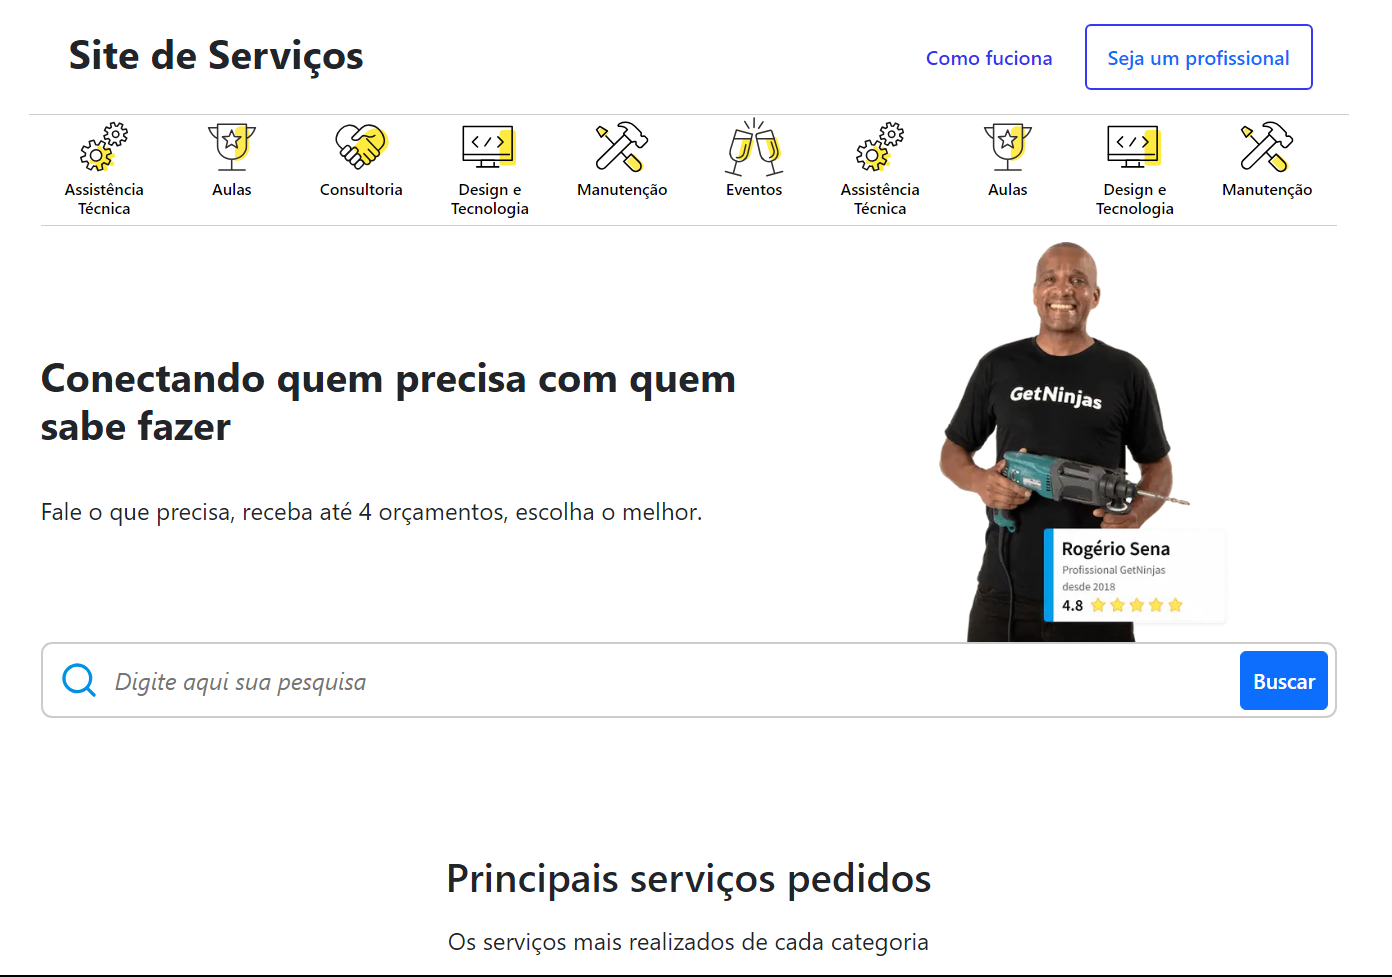 Site de Serviços
Como fuciona
Seja um profissional
Assistência
Técnica
Aulas
Consultoria
Design e
Tecnologia
Manutenção
Eventos
Assistência
Técnica
Aulas
Design e
Tecnologia
Manutenção
Conectando quem precisa com quem
sabe fazer
Fale o que precisa, receba até 4 orçamentos, escolha o melhor.
GetNinjas
Rogério Sena
Profissional GetNinjas
desde 2018
4.8
Digite aqui sua pesquisa
Buscar
Principais serviços pedidos
Os serviços mais realizados de cada categoria